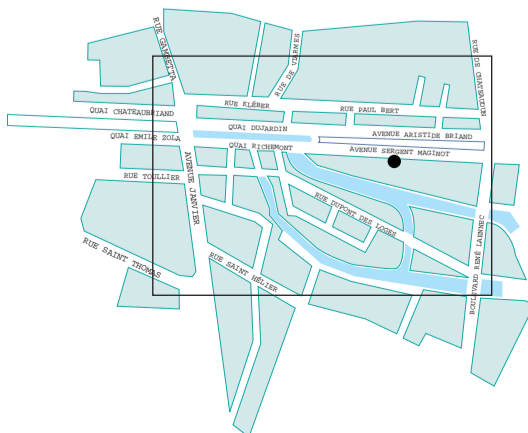 RUE GAMBETTA
RUE DE VIARMES
RUE DE CHATEAUDUN
RUE KLÉBER
RUE PAUL BERT
QUAI CHATEAUBRIAND
QUAI DUJARDIN
AVENUE ARISTIDE BRIAND
QUAI EMILE ZOLA
QUAI RICHEMONT
AVENUE SERGENT MAGINOT
AVENUE JANVIER
RUE TOULLIER
RUE DUPONT DES LOGES
BOULEVARD RENÉ LAENNEC
RUE SAINT THOMAS
RUE SAINT HÉLIER